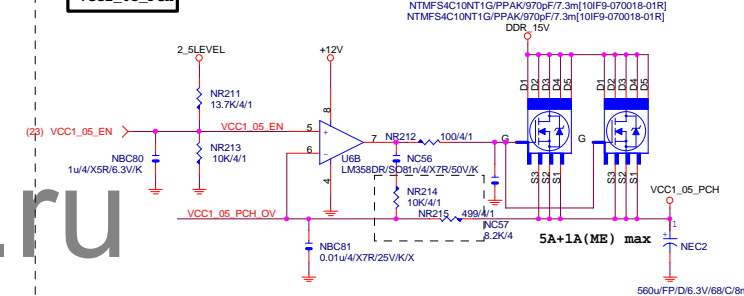 NTMFS4C10NT1G/PPAK/970pF/7.3m[10IF9-070018-01R]
NTMFS4C10NT1G/PPAK/970pF/7.3m[10IF9-070018-01R]
DDR_15V
2_5LEVEL
+12V
D1
D2
D3
D4
D5
D1
D2
D3
D4
D5
NR211
13.7K/4/1
8
(23) VCC1_05_EN
VCC1_05_EN
5
+
7
NR212
100/4/1
G
G
6
-
NBC80
1u/4/X5R/6.3V/K
NR213
10K/4/1
U6B
LM358DR/SO8
NC56
1n/4/X7R/50V/K
4
S3
S2
S1
S3
S2
S1
NR214
10K/4/1
VCC1_05_PCH
VCC1_05_PCH_OV
NR215
499/4/1
NC57
8.2K/4
5A+1A(ME) max
1
+
NEC2
NBC81
0.01u/4/X7R/25V/K/X
560u/FP/D/6.3V/68/C/8m
.ru